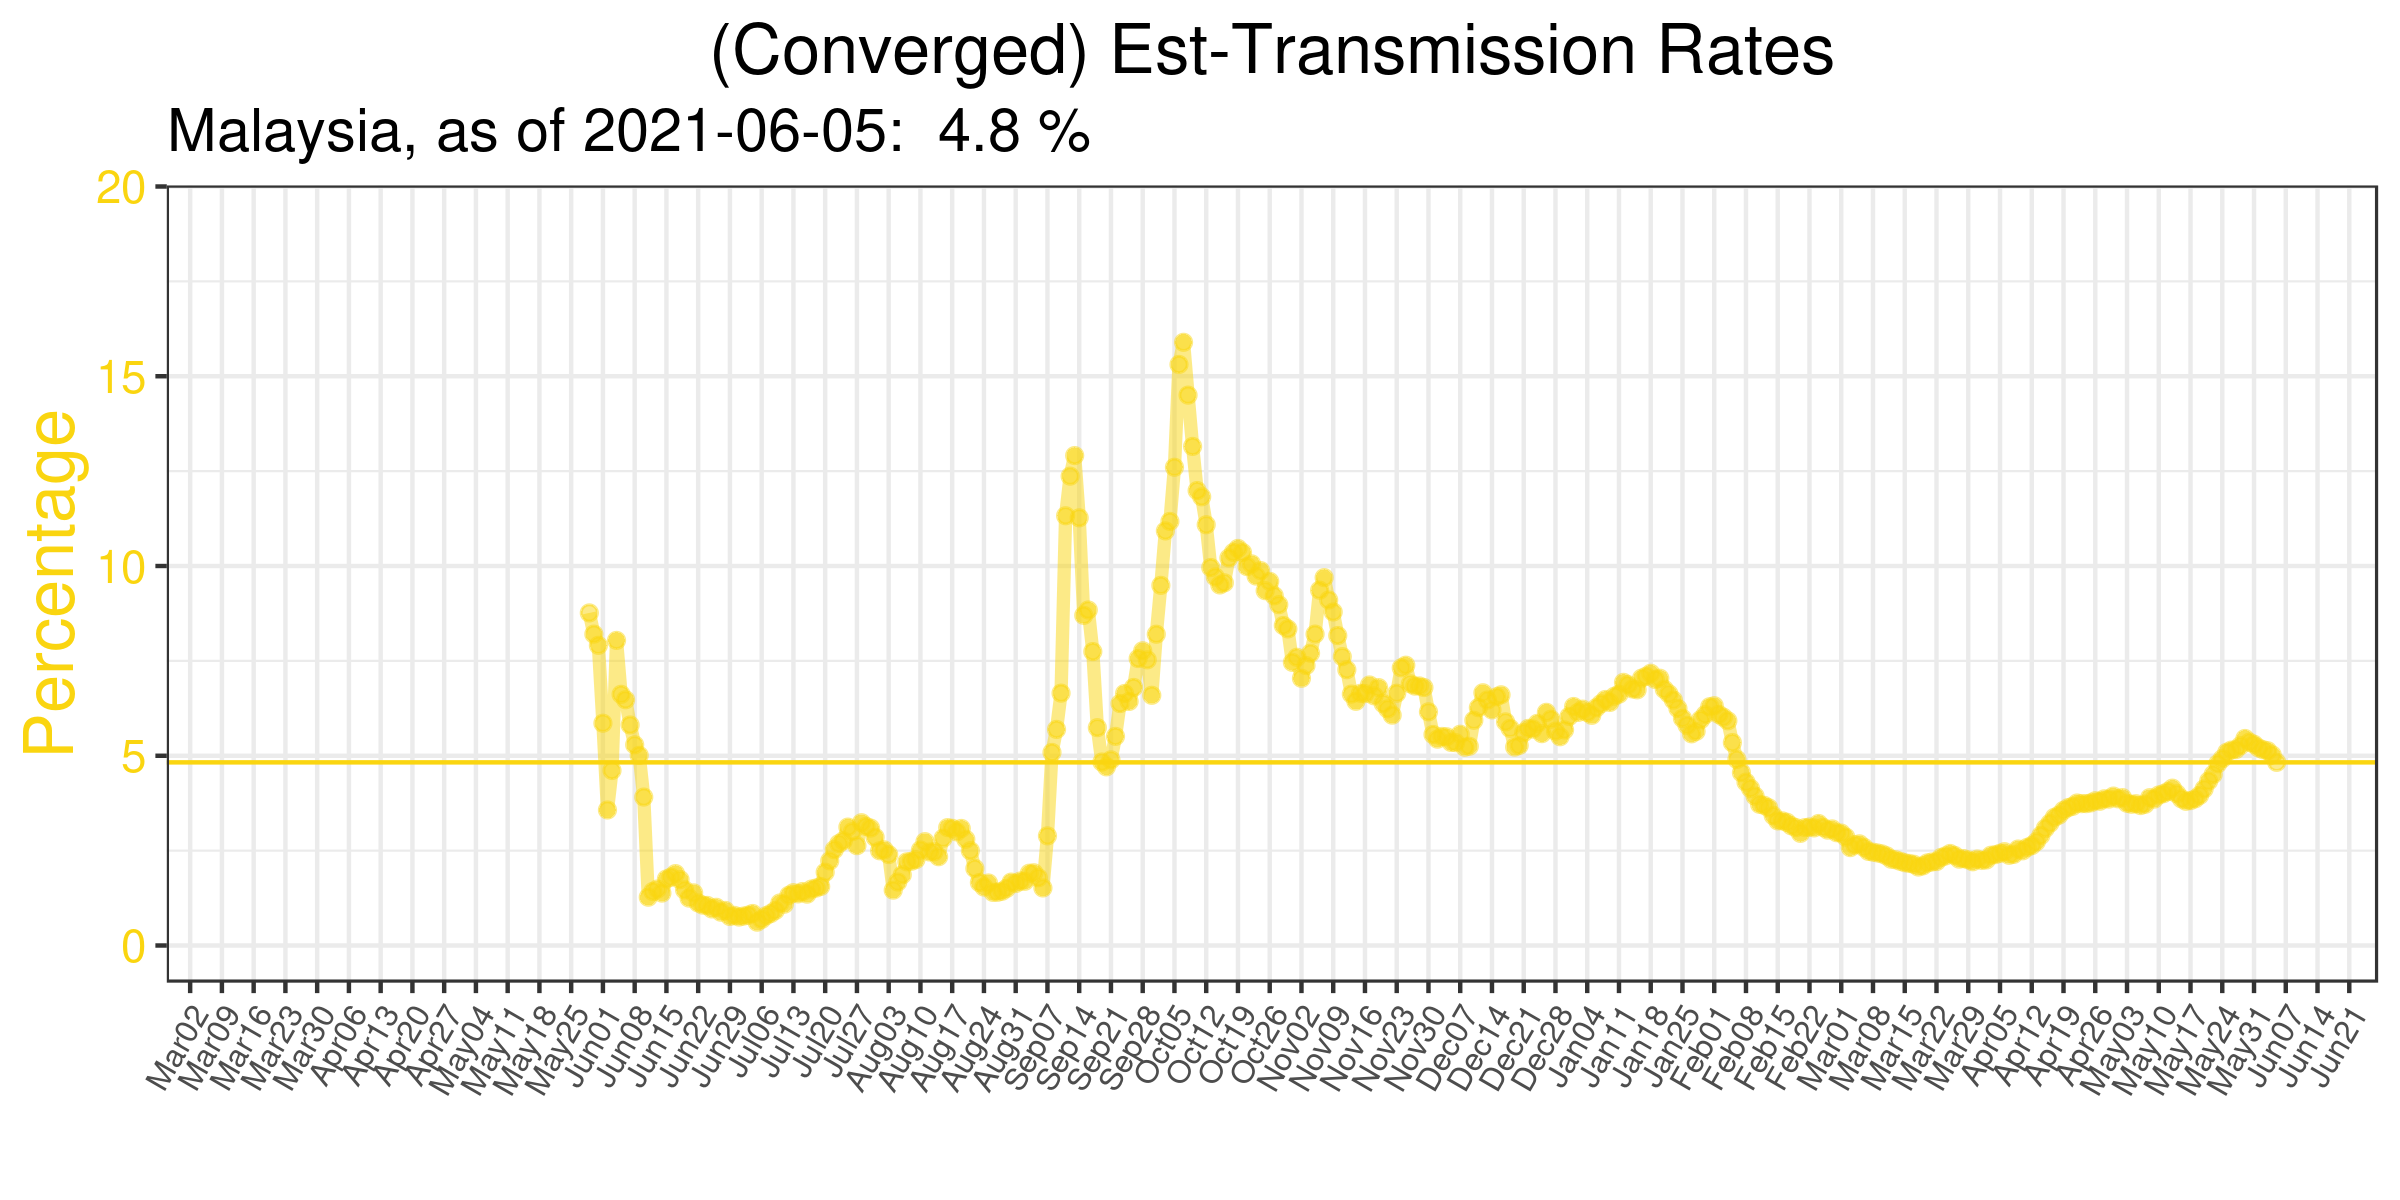 (Converged) Est-Transmission Rates
Malaysia, as of 2021-06-05:  4.8 %
Percentage
20
15
10
5
0
Mar02
Mar09
Mar16
Mar23
Mar30
Apr06
Apr13
Apr20
Apr27
May04
May11
May18
May25
Jun01
Jun08
Jun15
Jun22
Jun29
Jul06
Jul13
Jul20
Jul27
Aug03
Aug10
Aug17
Aug24
Aug31
Sep07
Sep14
Sep21
Sep28
Oct05
Oct12
Oct19
Oct26
Nov02
Nov09
Nov16
Nov23
Nov30
Dec07
Dec14
Dec21
Dec28
Jan04
Jan11
Jan18
Jan25
Feb01
Feb08
Feb15
Feb22
Mar01
Mar08
Mar15
Mar22
Mar29
Apr05
Apr12
Apr19
Apr26
May03
May10
May17
May24
May31
Jun07
Jun14
Jun21